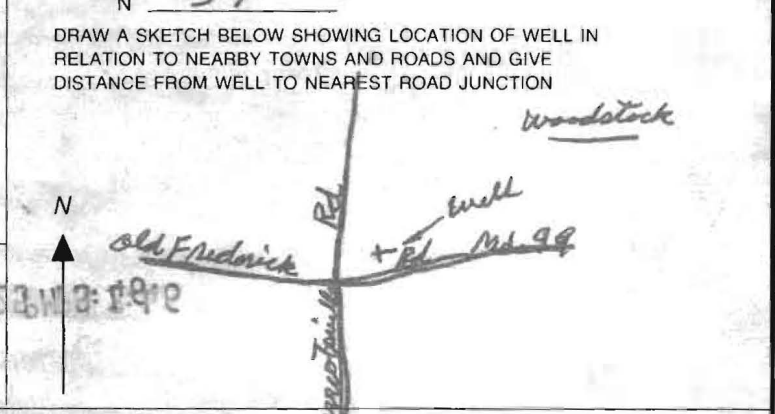 N
DRAW A SKETCH BELOW SHOWING LOCATION OF WELL IN
RELATION TO NEARBY TOWNS AND ROADS AND GIVE
DISTANCE FROM WELL TO NEAREST ROAD JUNCTION
Woodstock
N
Rd
Well
Old Frederick
+ Rd Md. 99